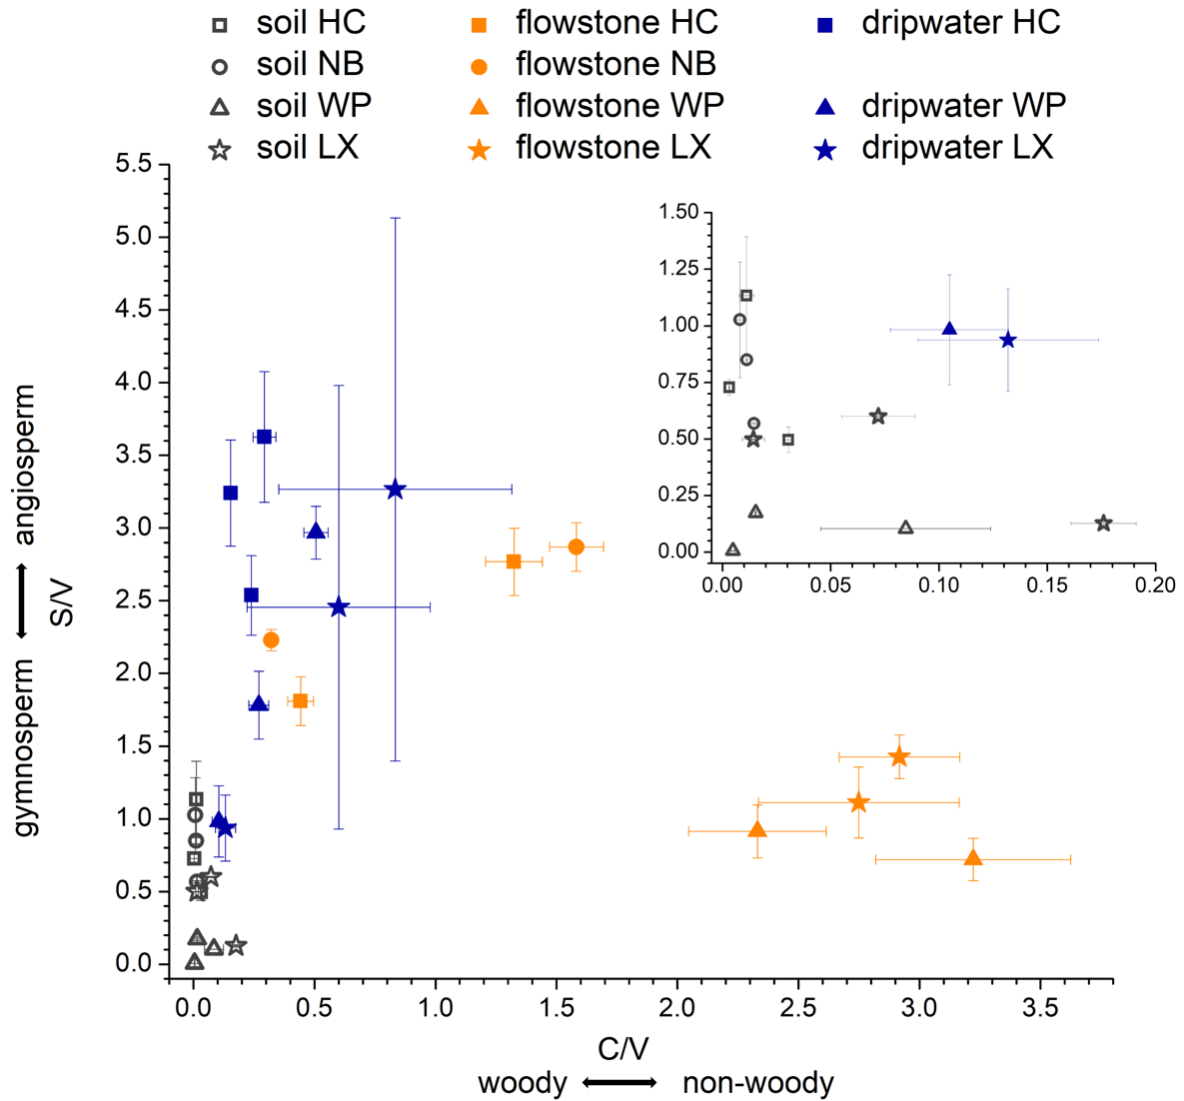 soil HC flowstone HC dripwater HC
soil NB flowstone NB
soil WP flowstone WP dripwater WP
soil LX flowstone LX dripwater LX
5.5
5.0
4.5
4.0
3.5
3.0
2.5
2.0
1.5
1.0
0.5
0.0
gymnosperm angiosperm
S/V
1.50
1.25
1.00
0.75
0.50
0.25
0.00
0.00 0.05 0.10 0.15 0.20
0.0 0.5 1.0 1.5 2.0 2.5 3.0 3.5
C/V
woody non-woody